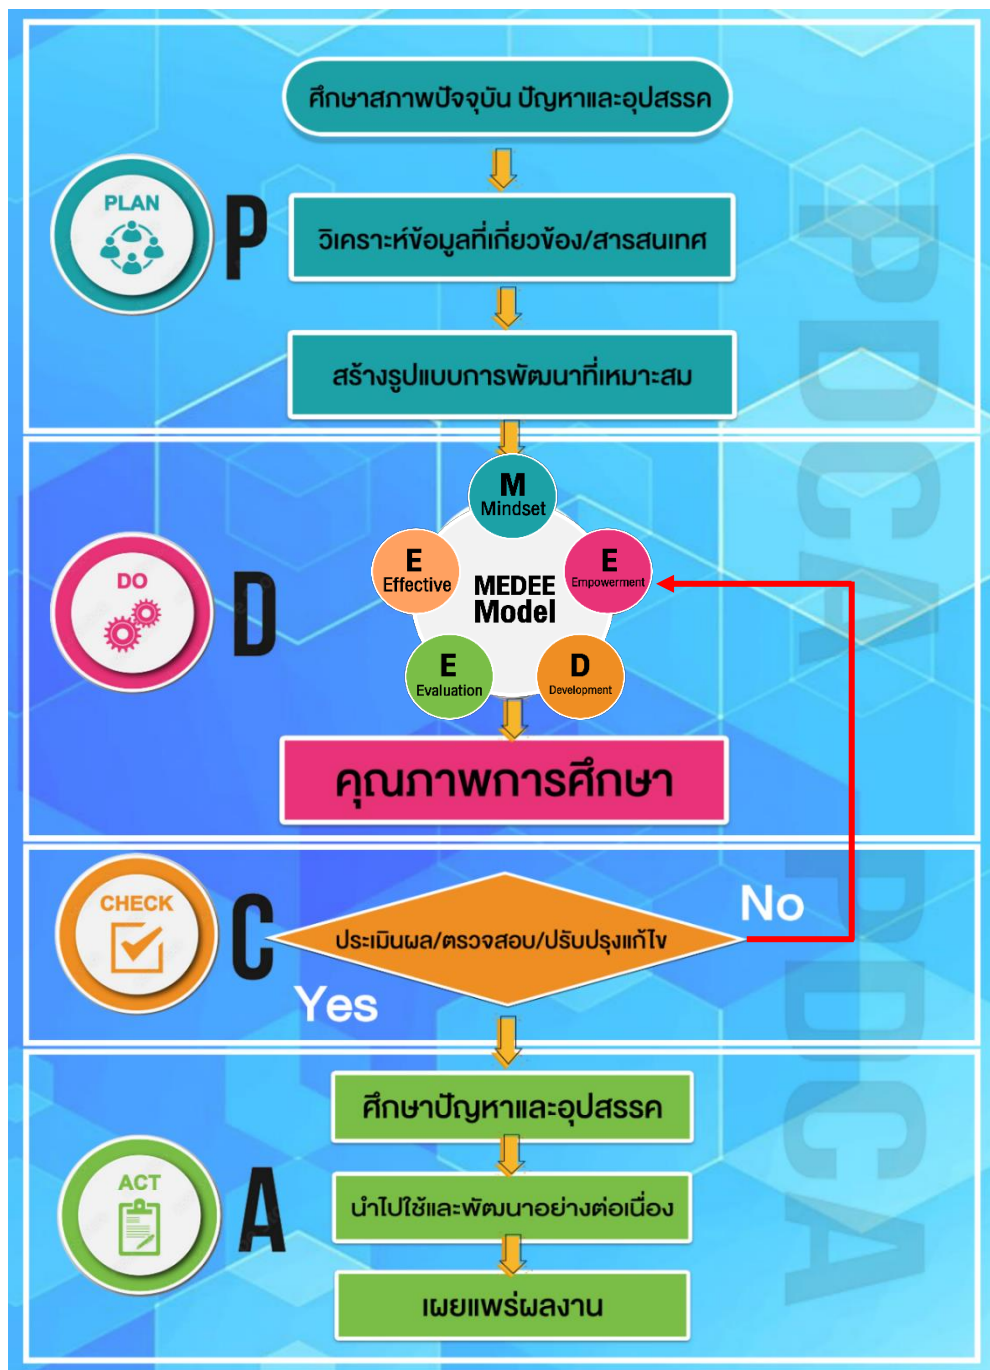 ศึกษาสภาพปัจจุบัน ปัญหาและอุปสรรค
PLAN
P
วิเคราะห์ข้อมูลที่เกี่ยวข้อง/สารสนเทศ
สร้างรูปแบบการพัฒนาที่เหมาะสม
PDCA
DO
D
M
Mindset
E
Effective
E
Empowerment
MEDEE
Model
E
Evaluation
D
Development
คุณภาพการศึกษา
CHECK
C
ประเมินผล/ตรวจสอบ/ปรับปรุงแก้ไข
No
Yes
PDCA
ACT
A
ศึกษาปัญหาและอุปสรรค
นำไปใช้และพัฒนาอย่างต่อเนื่อง
เผยแพร่ผลงาน